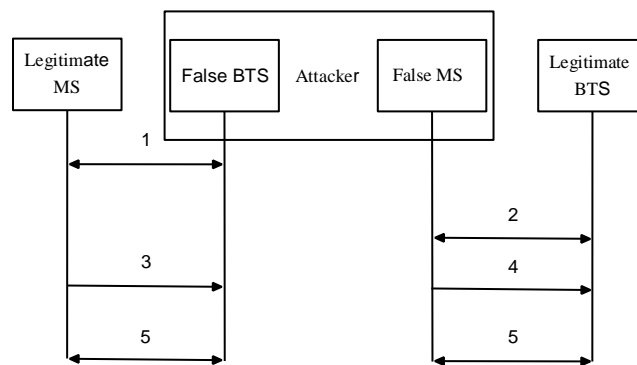 Legitimate
MS
False BTS
Attacker
False MS
Legitimate
BTS
1
2
3
4
5
5